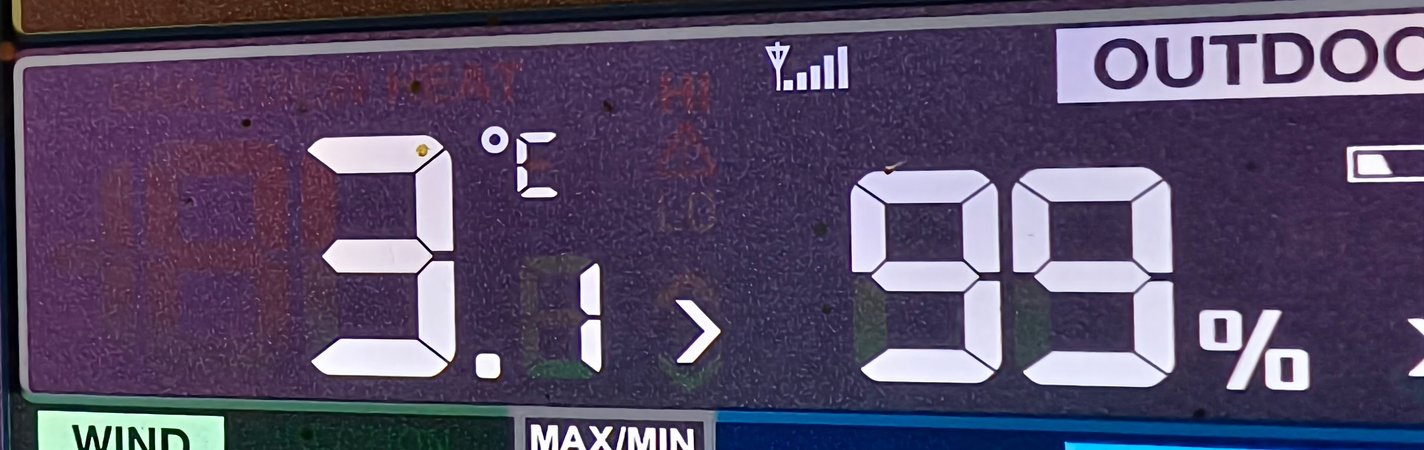 OUTDOO
3.1 °C > 99 %
WIND MAX/MIN